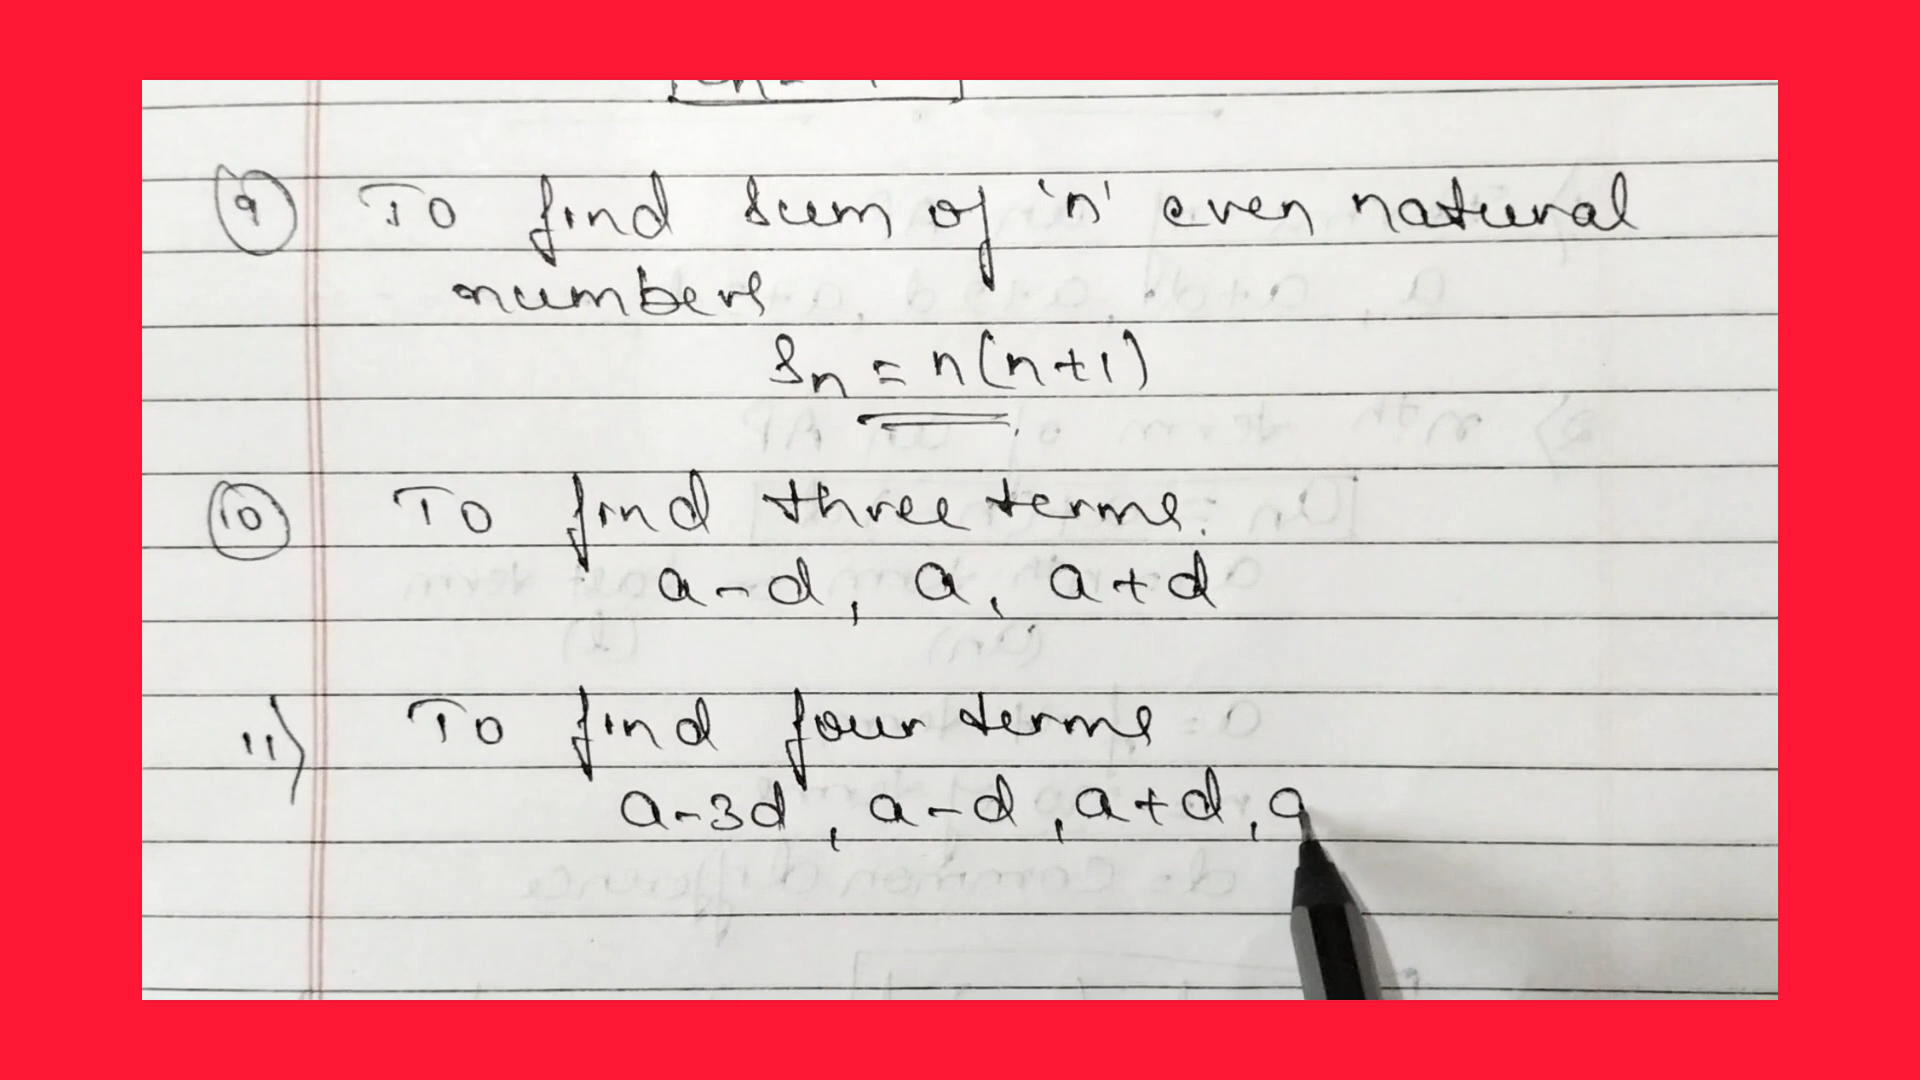 9 To find sum of 'n' even natural
numbers
Sn = n(n+1)
10 To find three terms.
a-d, a, a+d
11) To find four terms
a-3d, a-d, a+d, a